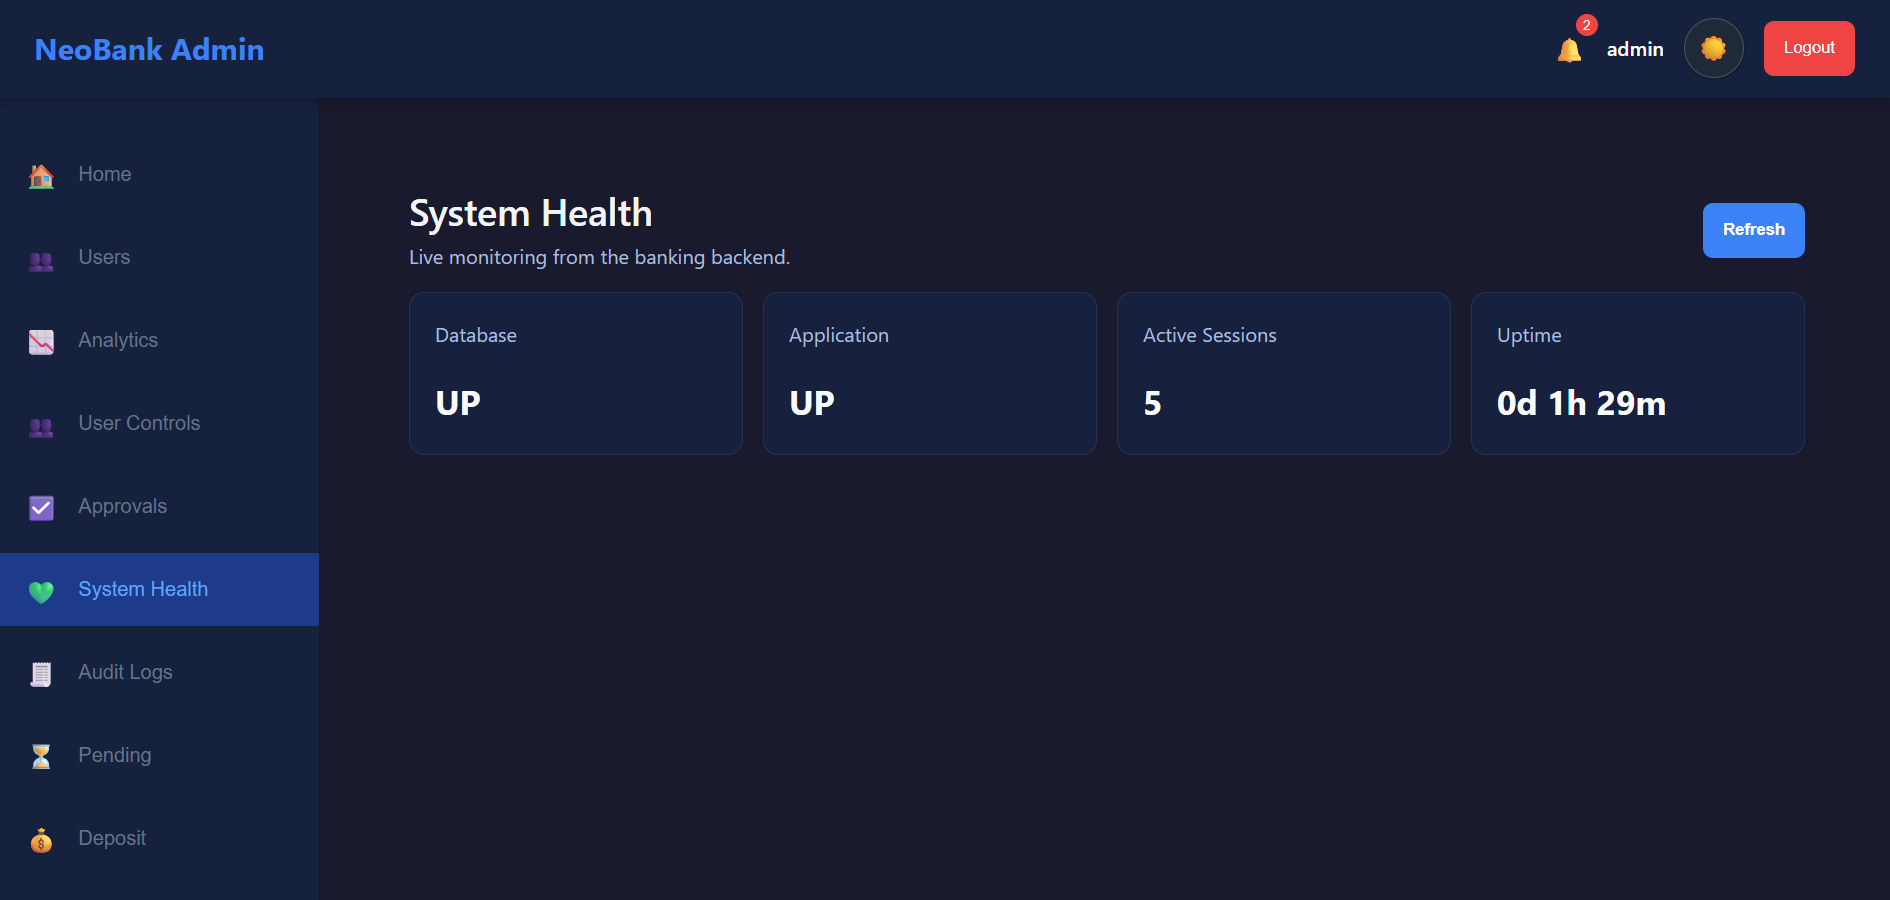 NeoBank Admin
2
admin
Logout
Home
Users
Analytics
User Controls
Approvals
System Health
Audit Logs
Pending
Deposit
System Health
Live monitoring from the banking backend.
Refresh
Database
UP
Application
UP
Active Sessions
5
Uptime
0d 1h 29m